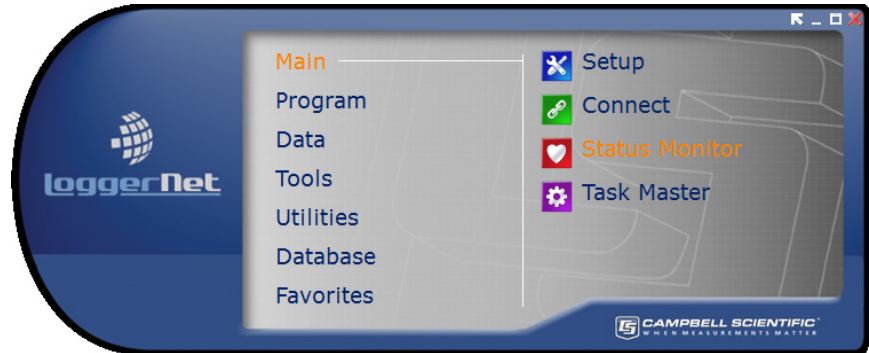 LoggerNet
Main
Program
Data
Tools
Utilities
Database
Favorites
Setup
Connect
Status Monitor
Task Master
CAMPBELL SCIENTIFIC
WHEN MEASUREMENTS MATTER